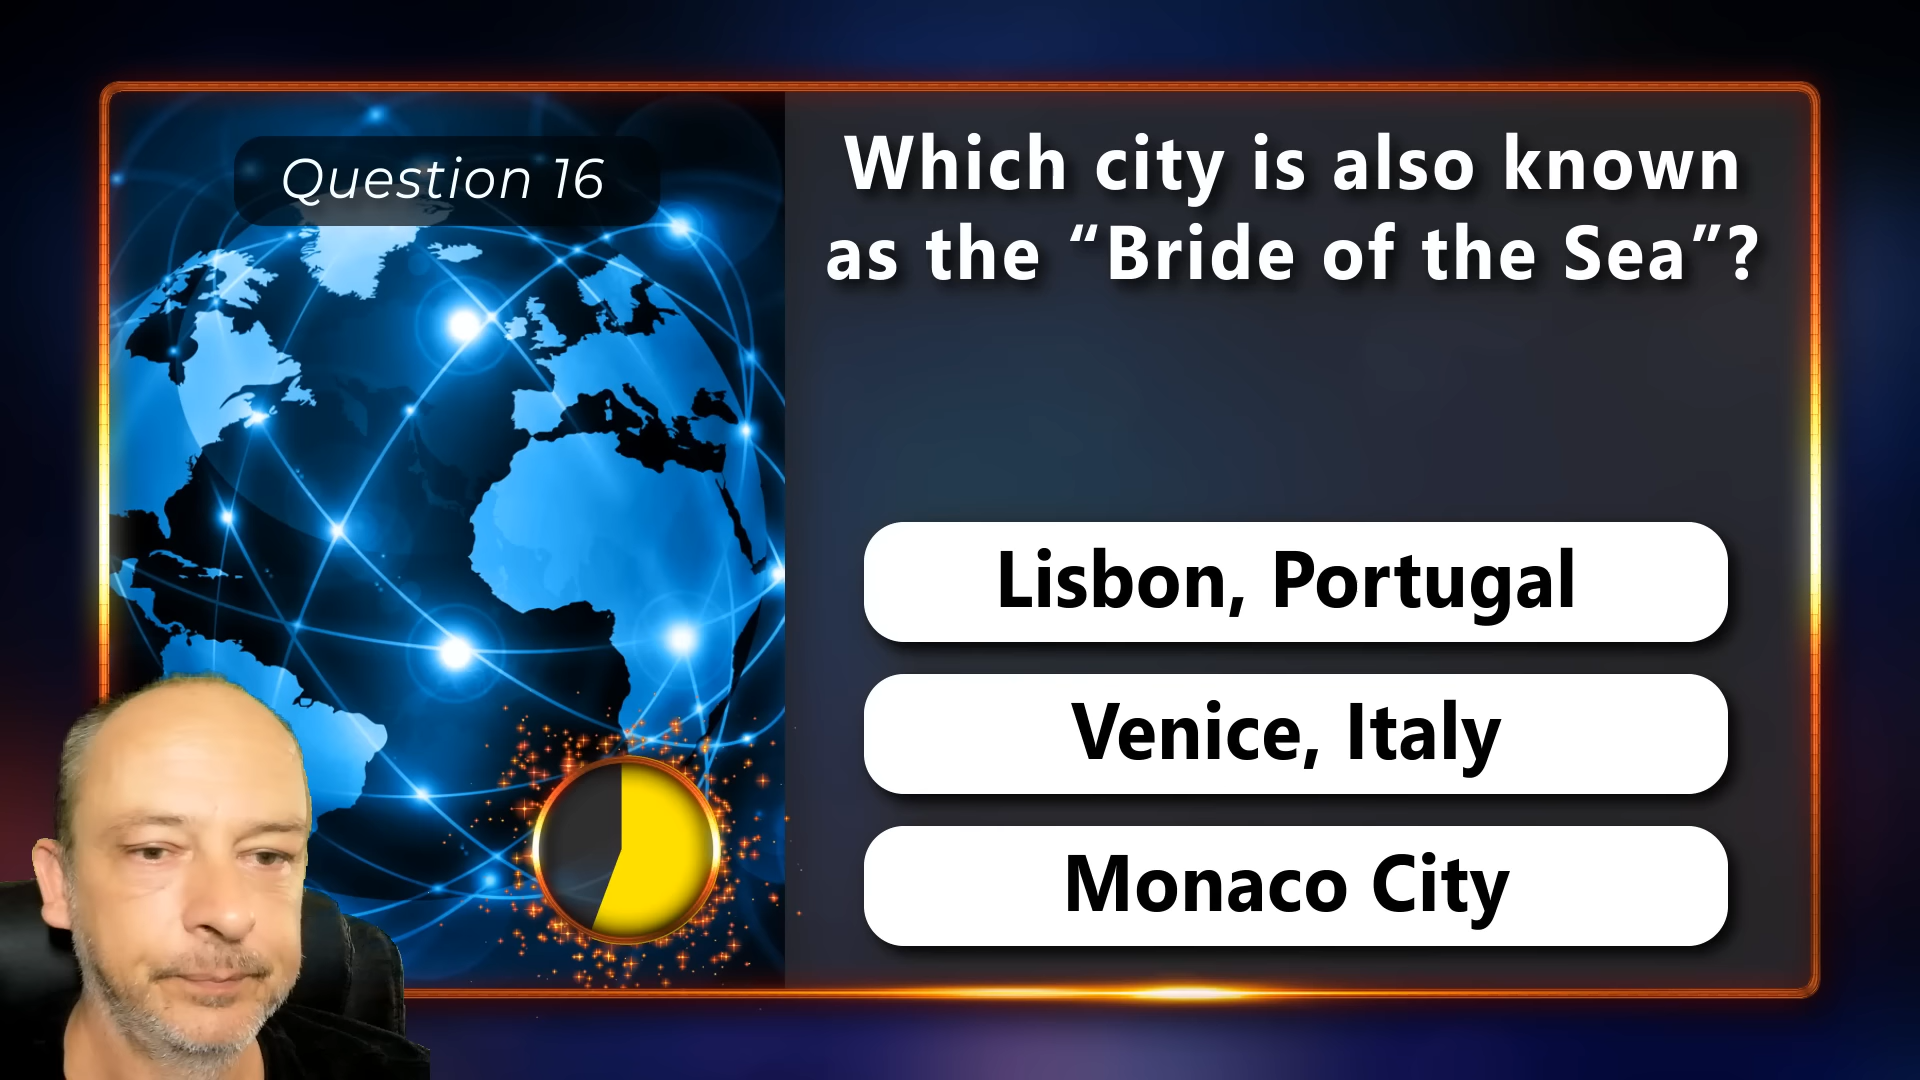 Question 16
Which city is also known
as the “Bride of the Sea”?
Lisbon, Portugal
Venice, Italy
Monaco City